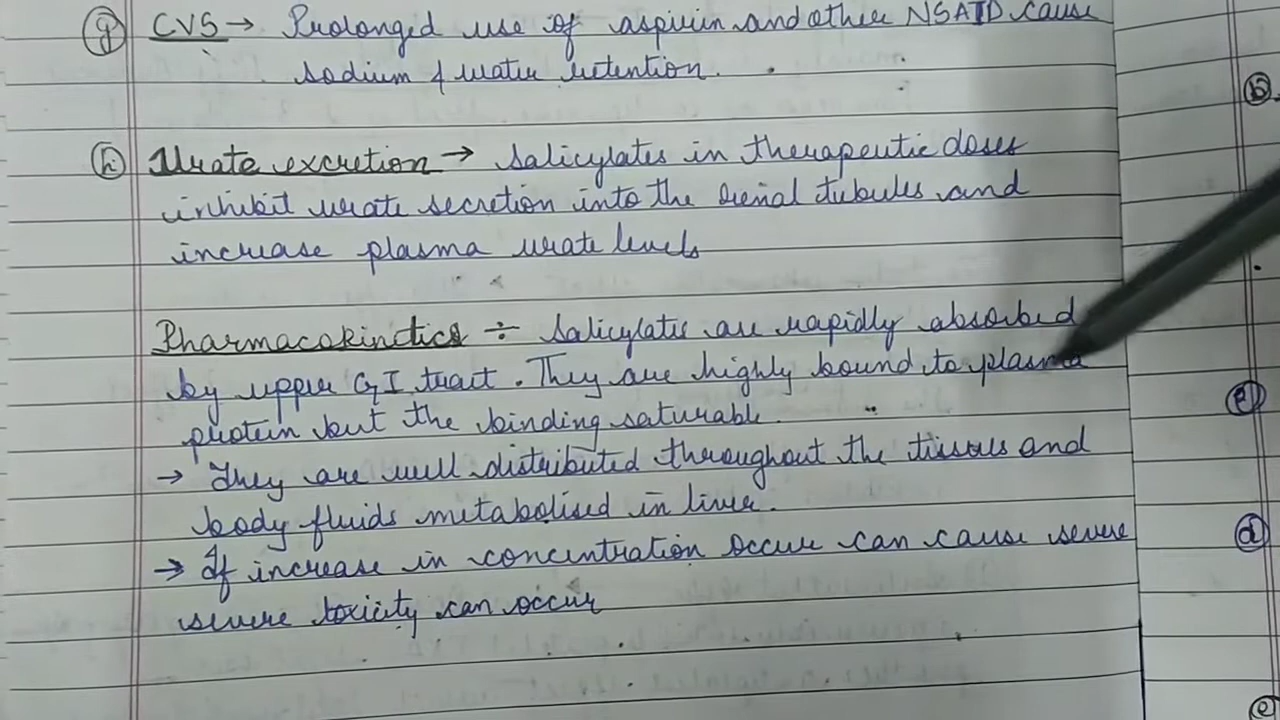 (g) CVS → Prolonged use of aspirin and other NSAID cause
sodium & water retention.
(h) Urate excretion → Salicylates in therapeutic doses
inhibit urate secretion into the renal tubules and
increase plasma urate levels
Pharmacokinetics ÷ Salicylates are rapidly absorbed
by upper GI tract. They are highly bound to plasma
protein but the binding saturable.
→ They are well distributed throughout the tissues and
body fluids metabolised in liver.
→ If increase in concentration occur can cause severe
severe toxicity can occur
(b)
(c)
(d)
(e)